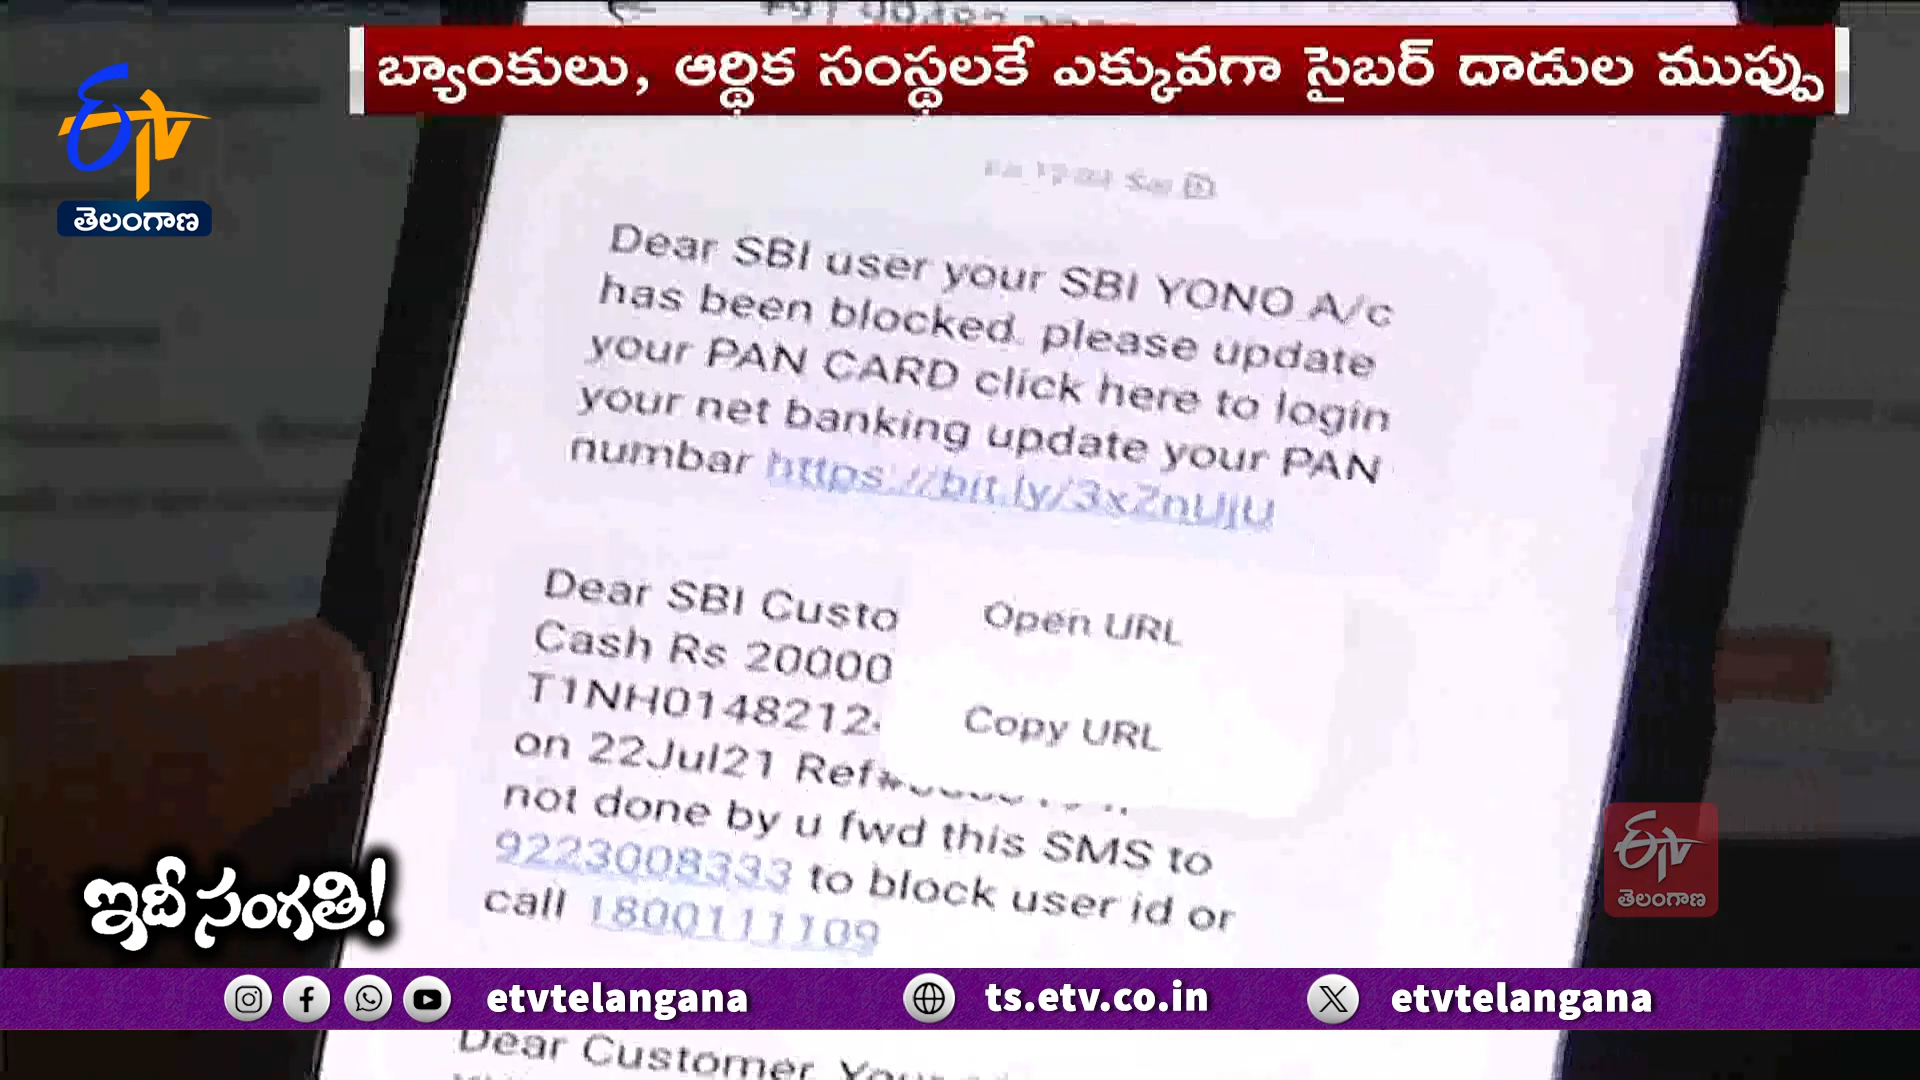 బ్యాంకులు, ఆర్థిక సంస్థలకే ఎక్కువగా సైబర్ దాడుల ముప్పు
ETV
తెలంగాణ
Dear SBI user your SBI YONO A/c
has been blocked. please update
your PAN CARD click here to login
your net banking update your PAN
numbar https://bit.ly/3xZnUjU
Dear SBI Custo
Cash Rs 20000
T1NH0148212
on 22Jul21
not done by u fwd this SMS to
9223008333 to block user id or
call 1800111109
Open URL
Copy URL
ETV
తెలంగాణ
ఇదీ సంగతి!
etvtelangana
ts.etv.co.in
etvtelangana
Dear Customer,